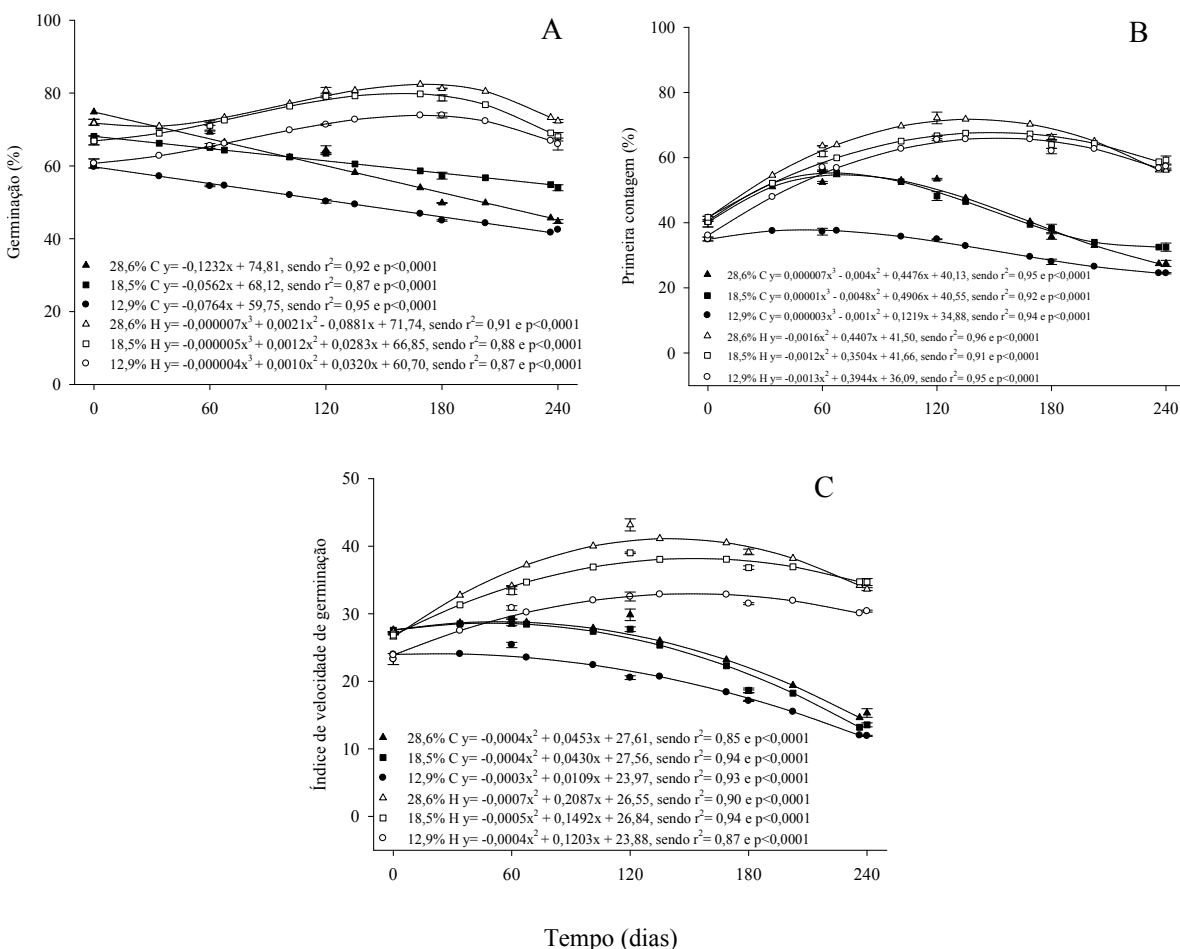 A
Germinação (%)
100
80
60
40
20
0
28,6% C y= -0,1232x + 74,81, sendo r²= 0,92 e p<0,0001
18,5% C y= -0,0562x + 68,12, sendo r²= 0,87 e p<0,0001
12,9% C y= -0,0764x + 59,75, sendo r²= 0,95 e p<0,0001
28,6% H y= -0,000007x³ + 0,0021x² - 0,0881x + 71,74, sendo r²= 0,91 e p<0,0001
18,5% H y= -0,000005x³ + 0,0012x² + 0,0283x + 66,85, sendo r²= 0,88 e p<0,0001
12,9% H y= -0,000004x³ + 0,0010x² + 0,0320x + 60,70, sendo r²= 0,87 e p<0,0001
0 60 120 180 240
B
Primeira contagem (%)
100
80
60
40
20
0
28,6% C y= 0,000007x³ - 0,004x² + 0,4476x + 40,13, sendo r²= 0,95 e p<0,0001
18,5% C y= 0,00001x³ - 0,0048x² + 0,4906x + 40,55, sendo r²= 0,92 e p<0,0001
12,9% C y= 0,000003x³ - 0,001x² + 0,1219x + 34,88, sendo r²= 0,94 e p<0,0001
28,6% H y= -0,0016x² + 0,4407x + 41,50, sendo r²= 0,96 e p<0,0001
18,5% H y= -0,0012x² + 0,3504x + 41,66, sendo r²= 0,91 e p<0,0001
12,9% H y= -0,0013x² + 0,3944x + 36,09, sendo r²= 0,95 e p<0,0001
0 60 120 180 240
C
Índice de velocidade de germinação
50
40
30
20
10
0
28,6% C y= -0,0004x² + 0,0453x + 27,61, sendo r²= 0,85 e p<0,0001
18,5% C y= -0,0004x² + 0,0430x + 27,56, sendo r²= 0,94 e p<0,0001
12,9% C y= -0,0003x² + 0,0109x + 23,97, sendo r²= 0,93 e p<0,0001
28,6% H y= -0,0007x² + 0,2087x + 26,55, sendo r²= 0,90 e p<0,0001
18,5% H y= -0,0005x² + 0,1492x + 26,84, sendo r²= 0,94 e p<0,0001
12,9% H y= -0,0004x² + 0,1203x + 23,88, sendo r²= 0,87 e p<0,0001
0 60 120 180 240
Tempo (dias)